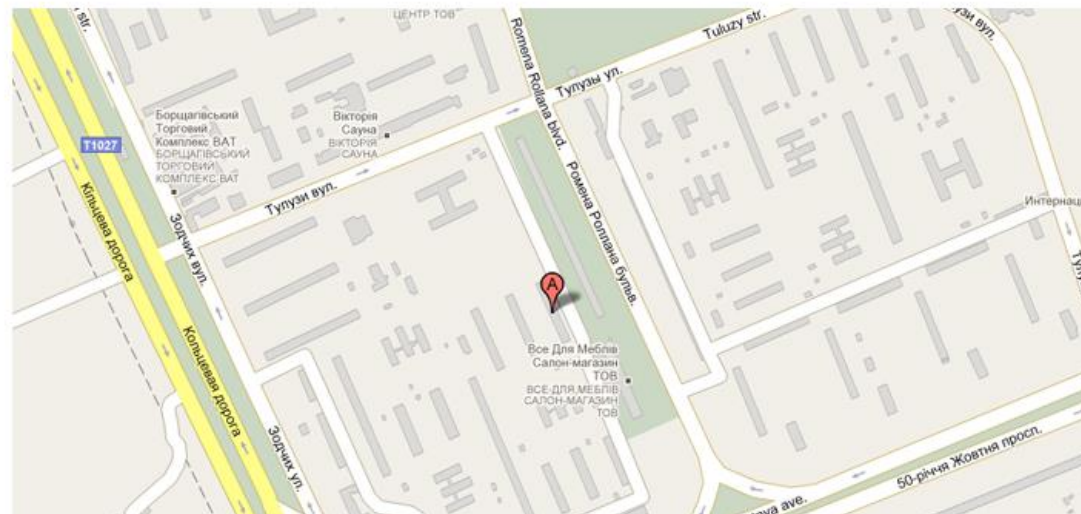 ЦЕНТР ТОВ
Зодчих str.
Romena Rollana blvd.
Tuluzy str.
Тулузы ул.
Борщагівський
Торговий
Комплекс ВАТ
БОРЩАГІВСЬКИЙ
ТОРГОВИЙ
КОМПЛЕКС ВАТ
Вікторія
Сауна
ВІКТОРІЯ
САУНА
T1027
Тулузи вул.
Ромена Роллана бульв.
Кільцева дорога
Зодчих вул.
Интернац
A
Все Для Меблів
Салон-магазин
ТОВ
ВСЕ ДЛЯ МЕБЛІВ
САЛОН-МАГАЗИН
ТОВ
Кольцевая дорога
Зодчих ул.
50-річчя Жовтня просп.
ave.